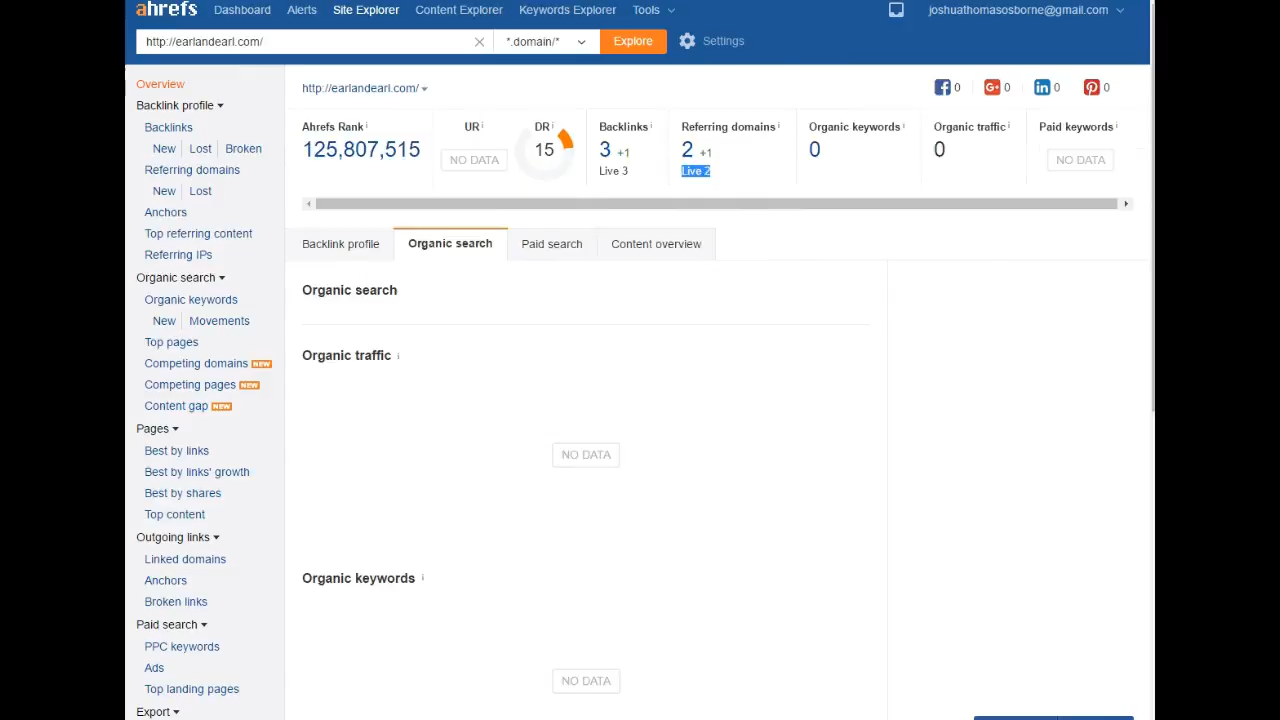 ahrefs Dashboard Alerts Site Explorer Content Explorer Keywords Explorer Tools joshuathomasosborne@gmail.com
http://earlandearl.com/ *.domain/* Explore Settings
Overview
Backlink profile
Backlinks
New Lost Broken
Referring domains
New Lost
Anchors
Top referring content
Referring IPs
Organic search
Organic keywords
New Movements
Top pages
Competing domains NEW
Competing pages NEW
Content gap NEW
Pages
Best by links
Best by links' growth
Best by shares
Top content
Outgoing links
Linked domains
Anchors
Broken links
Paid search
PPC keywords
Ads
Top landing pages
Export
http://earlandearl.com/ 0 G+ 0 in 0 0
Ahrefs Rank i UR i DR i Backlinks i Referring domains i Organic keywords i Organic traffic i Paid keywords i
125,807,515 NO DATA 15 3 +1 2 +1 0 0 NO DATA
Live 3 Live 2
Backlink profile Organic search Paid search Content overview
Organic search
Organic traffic i
NO DATA
Organic keywords i
NO DATA